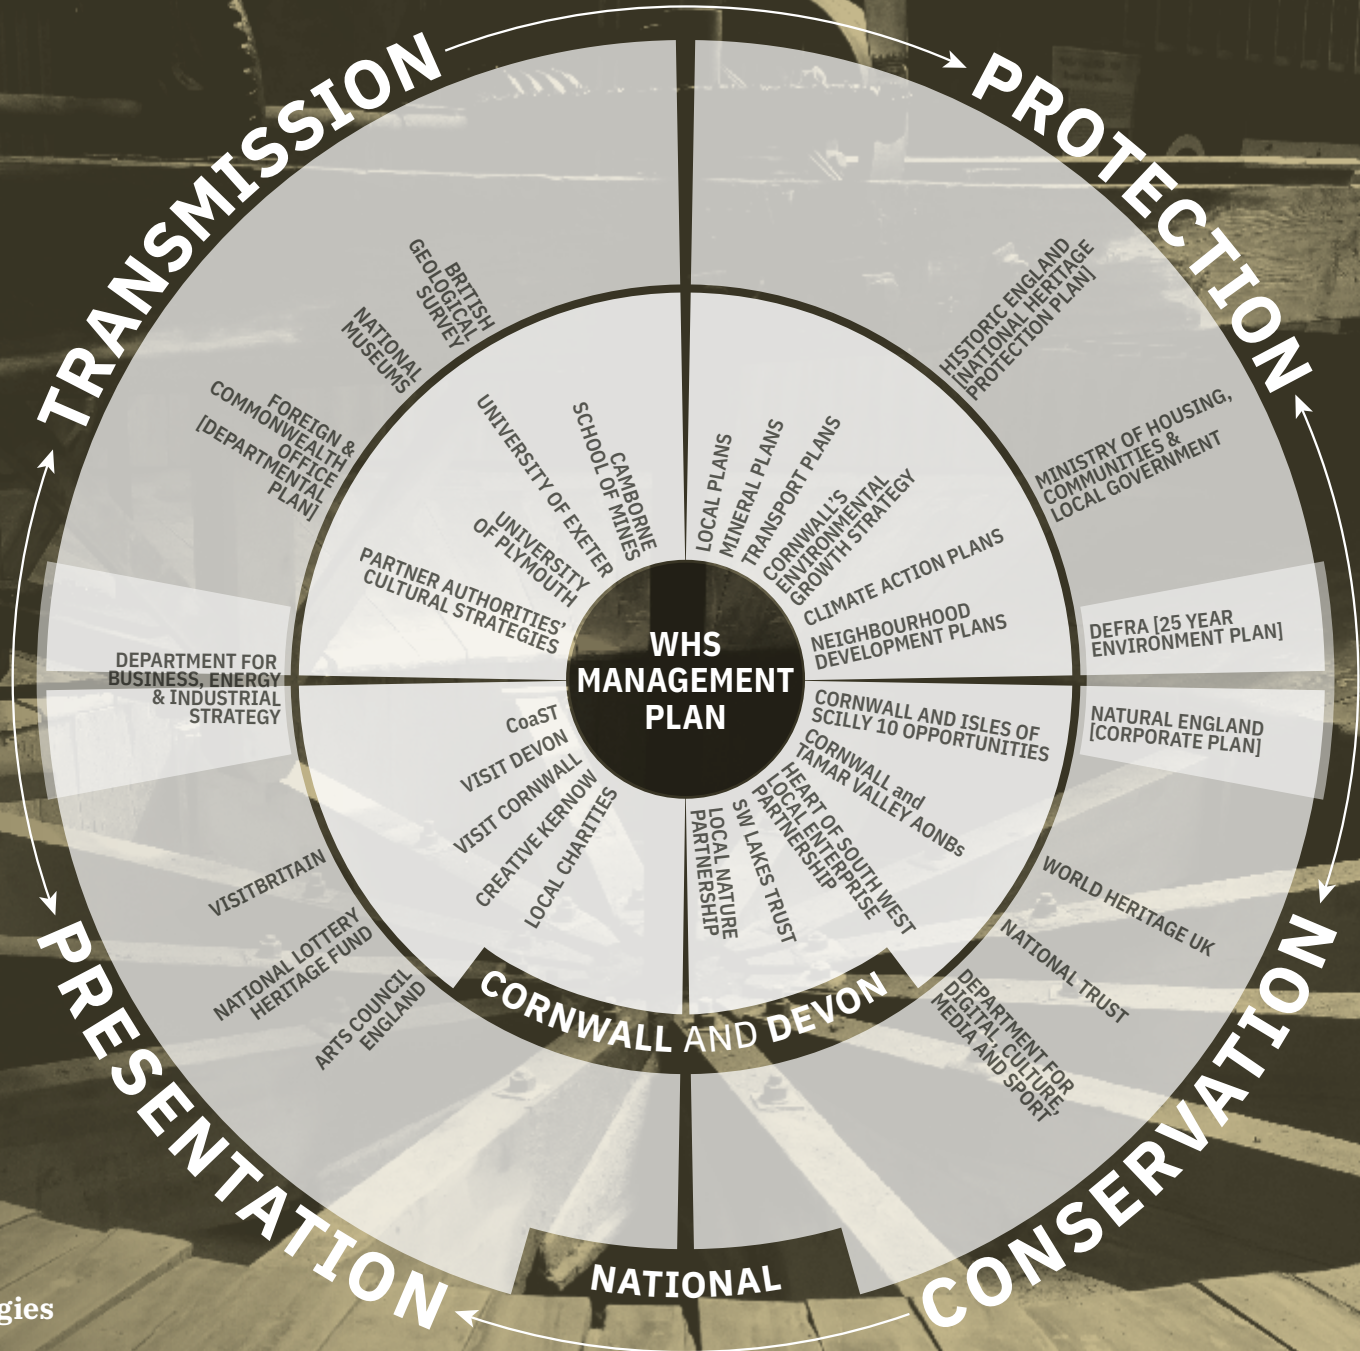 TRANSMISSION
PROTECTION
BRITISH
GEOLOGICAL
SURVEY
NATIONAL
MUSEUMS
FOREIGN &
COMMONWEALTH
OFFICE
[DEPARTMENTAL
PLAN]
HISTORIC ENGLAND
[NATIONAL HERITAGE
PROTECTION PLAN]
MINISTRY OF HOUSING,
COMMUNITIES &
LOCAL GOVERNMENT
DEFRA [25 YEAR
ENVIRONMENT PLAN]
CAMBORNE
SCHOOL OF MINES
UNIVERSITY OF EXETER
UNIVERSITY
OF PLYMOUTH
PARTNER AUTHORITIES’
CULTURAL STRATEGIES
LOCAL PLANS
MINERAL PLANS
TRANSPORT PLANS
CORNWALL’S
ENVIRONMENTAL
GROWTH STRATEGY
CLIMATE ACTION PLANS
NEIGHBOURHOOD
DEVELOPMENT PLANS
WHS
MANAGEMENT
PLAN
DEPARTMENT FOR
BUSINESS, ENERGY
& INDUSTRIAL
STRATEGY
CoaST
VISIT DEVON
VISIT CORNWALL
CREATIVE KERNOW
LOCAL CHARITIES
CORNWALL AND ISLES OF
SCILLY 10 OPPORTUNITIES
CORNWALL and
TAMAR VALLEY AONBs
HEART OF SOUTH WEST
LOCAL ENTERPRISE
PARTNERSHIP
SW LAKES TRUST
LOCAL NATURE
PARTNERSHIP
NATURAL ENGLAND
[CORPORATE PLAN]
WORLD HERITAGE UK
NATIONAL TRUST
DEPARTMENT FOR
DIGITAL, CULTURE,
MEDIA AND SPORT
VISITBRITAIN
NATIONAL LOTTERY
HERITAGE FUND
ARTS COUNCIL
ENGLAND
CORNWALL AND DEVON
NATIONAL
PRESENTATION
CONSERVATION
gies